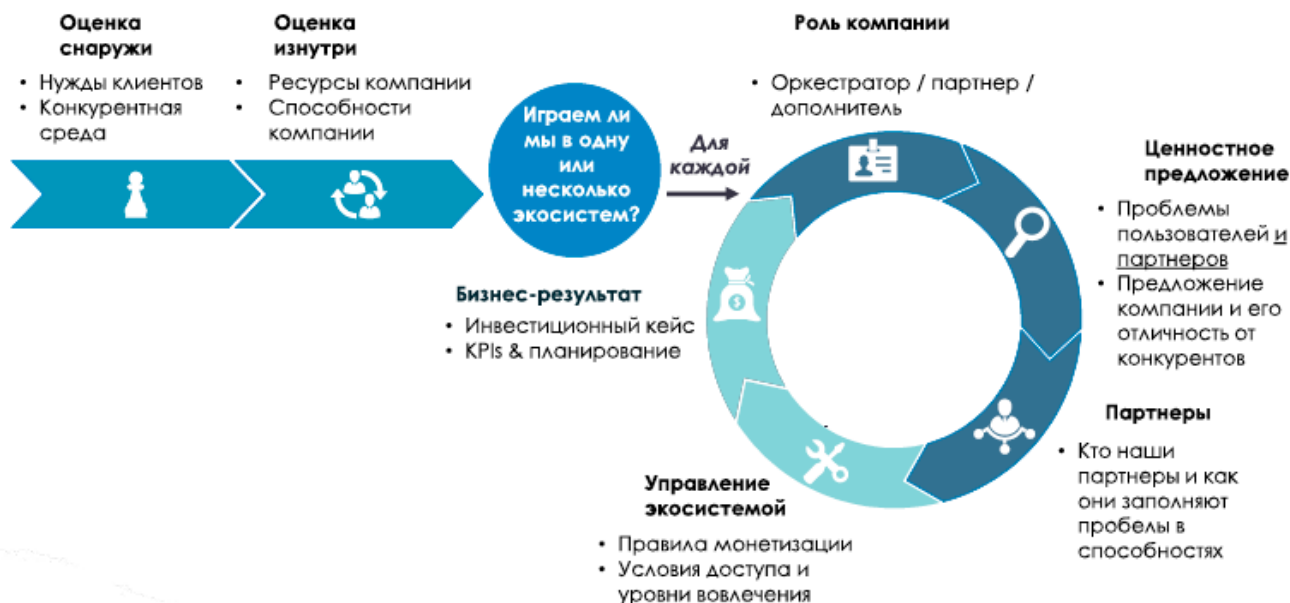 Оценка
снаружи
• Нужды клиентов
• Конкурентная
среда
Оценка
изнутри
• Ресурсы компании
• Способности
компании
Играем ли
мы в одну
или
несколько
экосистем?
Для
каждой
Роль компании
• Оркестратор / партнер /
дополнитель
Ценностное
предложение
• Проблемы
пользователей и
партнеров
• Предложение
компании и его
отличность от
конкурентов
Партнеры
• Кто наши
партнеры и как
они заполняют
пробелы в
способностях
Управление
экосистемой
• Правила монетизации
• Условия доступа и
уровни вовлечения
Бизнес-результат
• Инвестиционный кейс
• KPIs & планирование
$